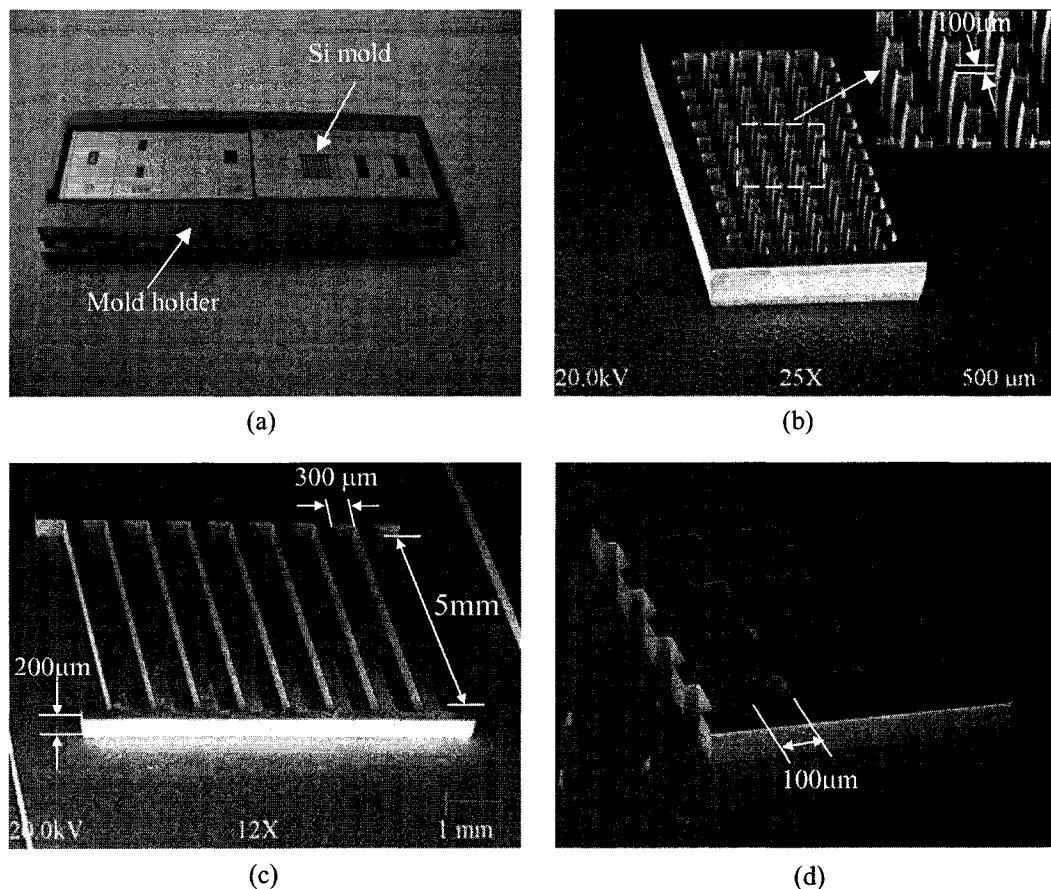 Si mold
Mold holder
(a)
100µm
20.0kV 25X 500 µm
(b)
300 µm
5mm
200µm
20.0kV 12X 1 mm
(c)
100µm
(d)